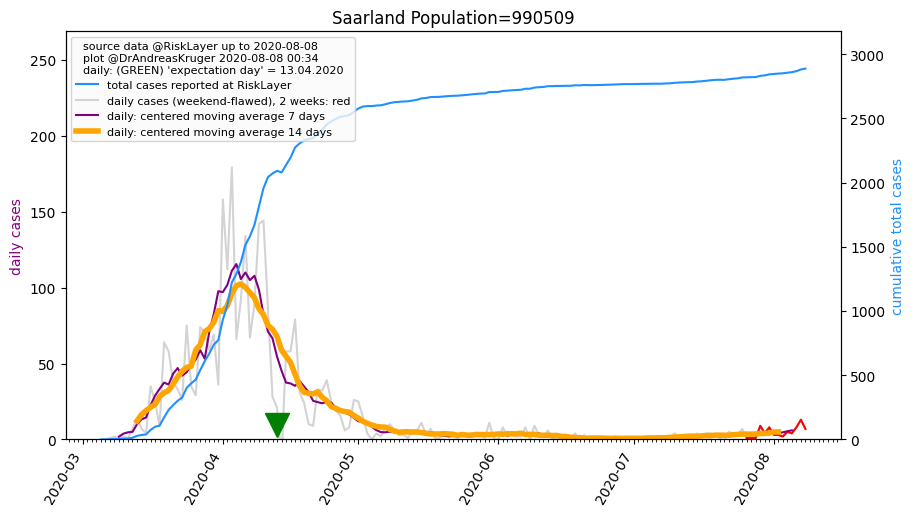 Saarland Population=990509
source data @RiskLayer up to 2020-08-08
plot @DrAndreasKruger 2020-08-08 00:34
daily: (GREEN) 'expectation day' = 13.04.2020
total cases reported at RiskLayer
daily cases (weekend-flawed), 2 weeks: red
daily: centered moving average 7 days
daily: centered moving average 14 days
daily cases
250
200
150
100
50
0
cumulative total cases
3000
2500
2000
1500
1000
500
0
2020-03
2020-04
2020-05
2020-06
2020-07
2020-08